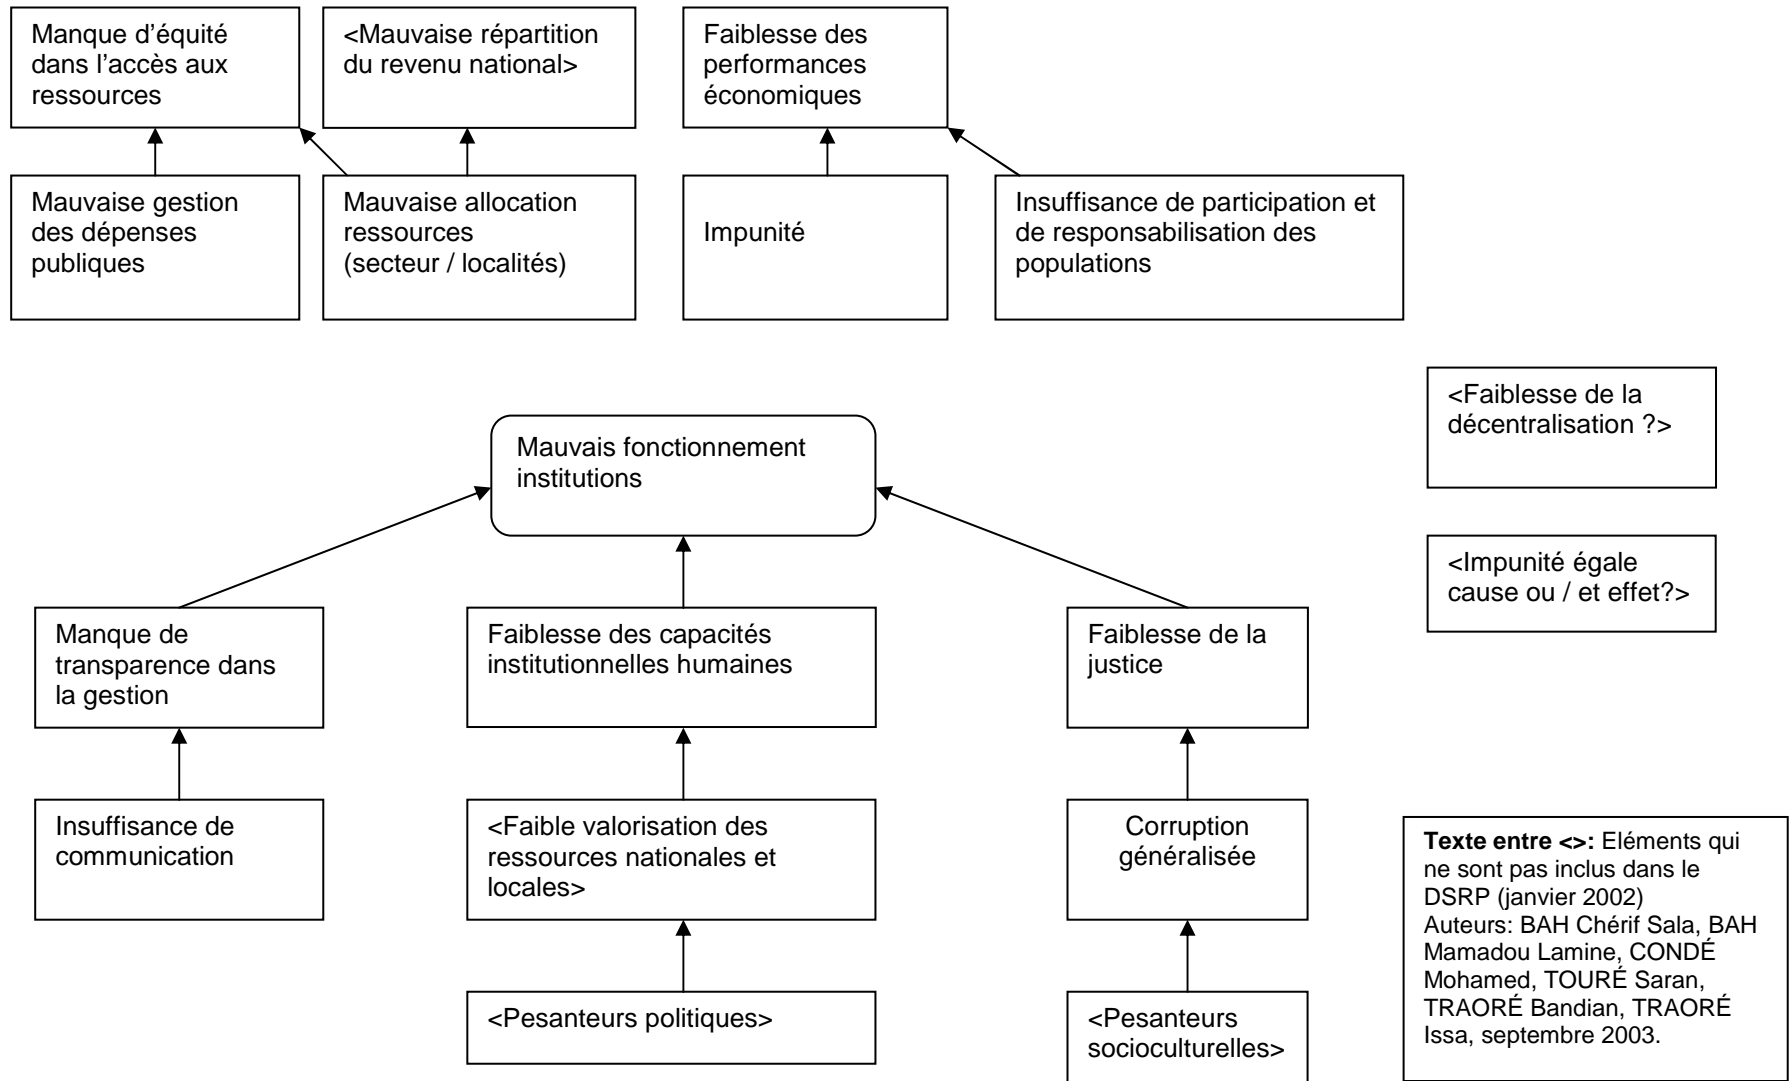 Manque d'équité
dans l'accès aux
ressources
<Mauvaise répartition
du revenu national>
Faiblesse des
performances
économiques
Mauvaise gestion
des dépenses
publiques
Mauvaise allocation
ressources
(secteur / localités)
Impunité
Insuffisance de participation et
de responsabilisation des
populations
<Faiblesse de la
décentralisation ?>
Mauvais fonctionnement
institutions
<Impunité égale
cause ou / et effet?>
Manque de
transparence dans
la gestion
Faiblesse des capacités
institutionnelles humaines
Faiblesse de la
justice
Insuffisance de
communication
<Faible valorisation des
ressources nationales et
locales>
Corruption
généralisée
<Pesanteurs politiques>
<Pesanteurs
socioculturelles>
Texte entre <>: Eléments qui
ne sont pas inclus dans le
DSRP (janvier 2002)
Auteurs: BAH Chérif Sala, BAH
Mamadou Lamine, CONDÉ
Mohamed, TOURÉ Saran,
TRAORÉ Bandian, TRAORÉ
Issa, septembre 2003.